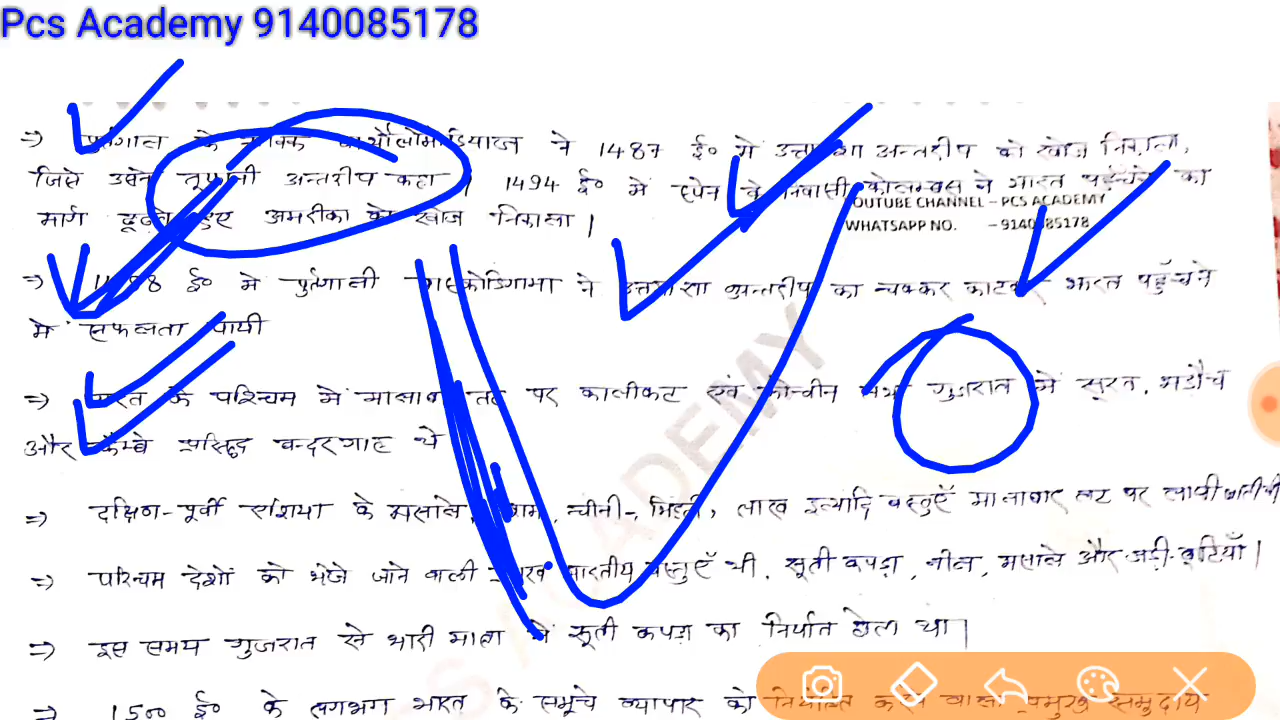 Pcs Academy 9140085178
⇒ पुर्तगाल के नाविक बार्थोलोमोडियाज ने 1487 ई० मे उत्तमाशा अन्तरीप को खोज निकाला,
जिसे उसने तूफानी अन्तरीप कहा | 1494 ई० में स्पेन के निवासी कोलम्बस ने भारत पहुँचने का
YOUTUBE CHANNEL – PCS ACADEMY
मार्ग ढूढते हुए अमरीका को खोज निकाला |
WHATSAPP NO. – 9140085178
⇒ 1498 ई० मे पुर्तगाली वास्कोडिगामा ने उत्तमाशा अन्तरीप का चक्कर काटकर भारत पहुँचने
में सफलता पायी
⇒ भारत के पश्चिम में मालाबार तट पर कालीकट एवं कोचीन तथा गुजरात में सूरत, भड़ौच
और कैम्बे प्रसिद्ध बन्दरगाह थे
⇒ दक्षिण-पूर्वी एशिया के मसाले, चीनी-मिट्टी, लाख इत्यादि वस्तुएँ मालाबार तट पर लायी जाती थी
⇒ पश्चिम देशों को भेजे जाने वाली प्रमुख भारतीय वस्तुएँ थी, सूती कपड़ा, नील, मसाले और जड़ी-बूटियाँ |
⇒ इस समय गुजरात से भारी मात्रा में सूती कपड़ा का निर्यात होता था |
⇒ 1500 ई० के लगभग भारत के समूचे व्यापार को नियंत्रित करने वाला प्रमुख समुदाय
S ACADEMY